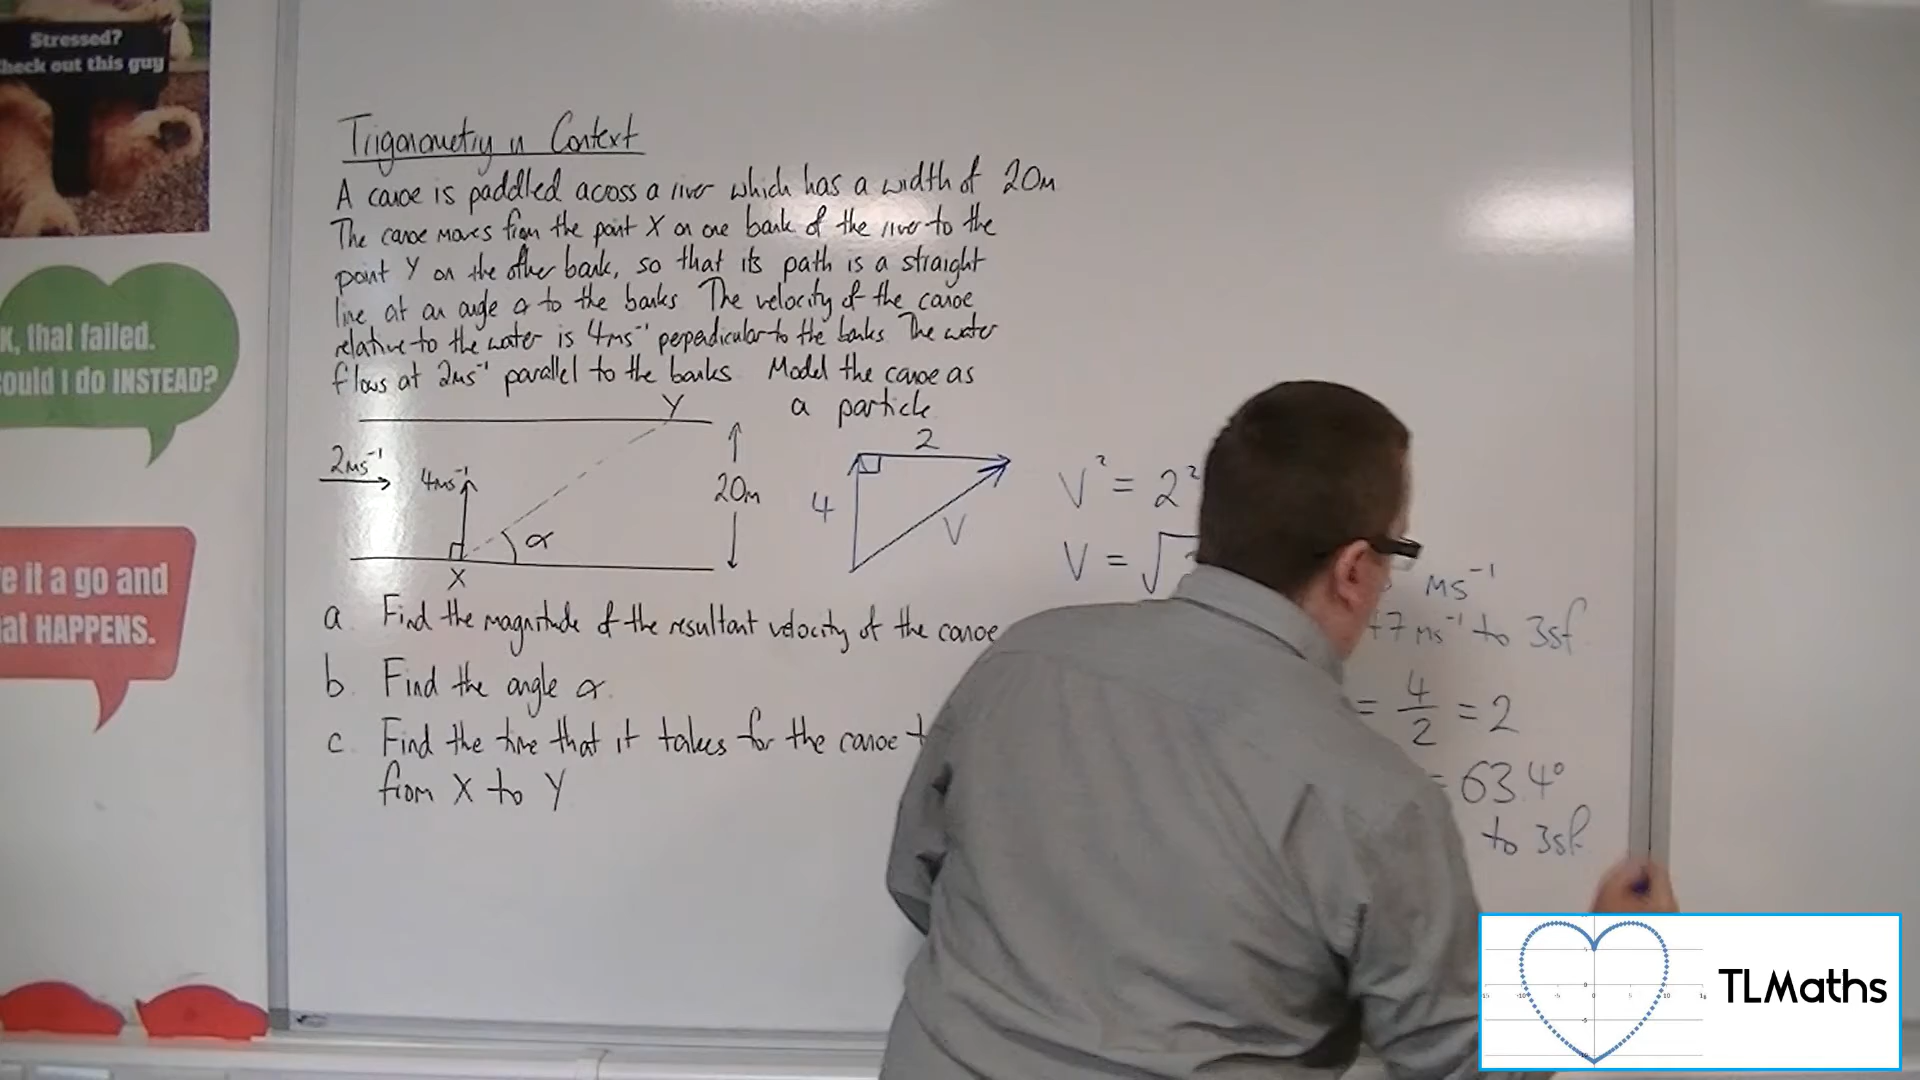 Stressed?
heck out this guy
K, that failed.
ould I do INSTEAD?
e it a go and
at HAPPENS.
Trigonometry in Context
A canoe is paddled across a river which has a width of 20m
The canoe moves from the point X on one bank of the river to the
point Y on the other bank, so that its path is a straight
line at an angle α to the banks. The velocity of the canoe
relative to the water is 4ms⁻¹ perpendicular to the banks. The water
flows at 2ms⁻¹ parallel to the banks. Model the canoe as
a particle
Y
2ms⁻¹
4ms⁻¹
20m
α
X
2
4
V
V² = 2²
V = √
ms⁻¹
47ms⁻¹ to 3sf
= 4/2 = 2
= 63.4°
to 3sf
a. Find the magnitude of the resultant velocity of the canoe
b. Find the angle α.
c. Find the time that it takes for the canoe t
from X to Y
TLMaths